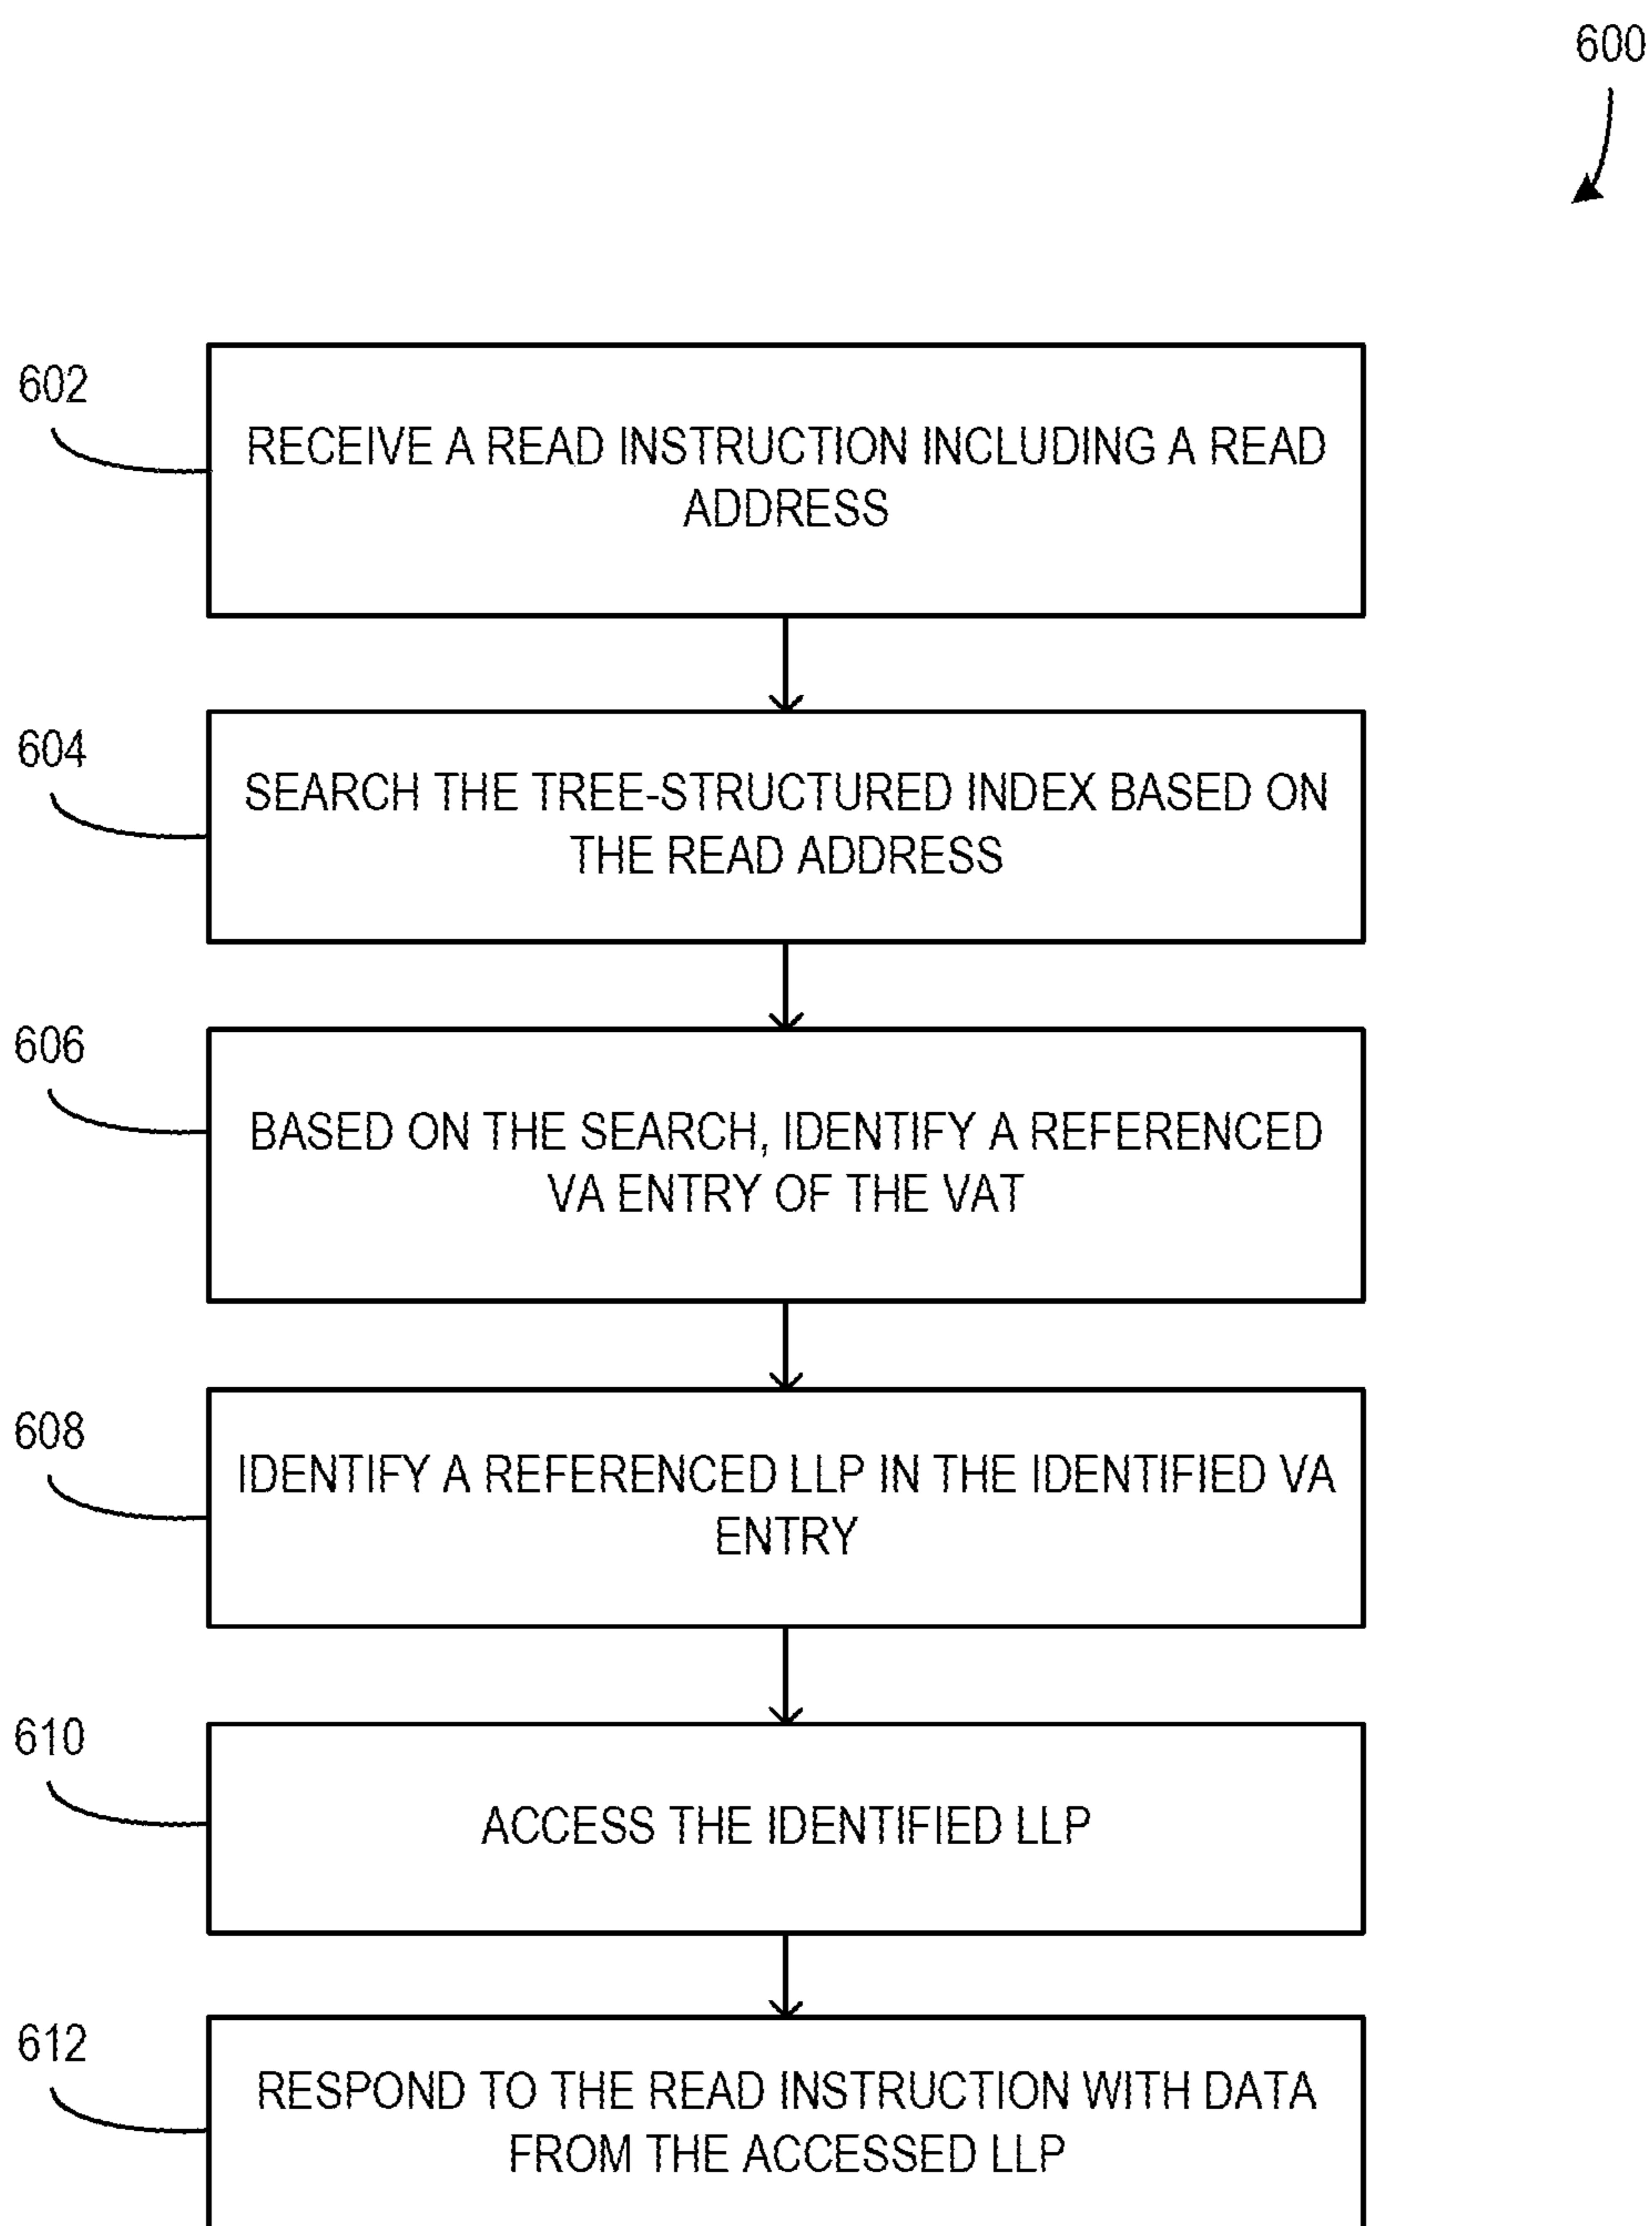 600
602
RECEIVE A READ INSTRUCTION INCLUDING A READ
ADDRESS
604
SEARCH THE TREE-STRUCTURED INDEX BASED ON
THE READ ADDRESS
606
BASED ON THE SEARCH, IDENTIFY A REFERENCED
VA ENTRY OF THE VAT
608
IDENTIFY A REFERENCED LLP IN THE IDENTIFIED VA
ENTRY
610
ACCESS THE IDENTIFIED LLP
612
RESPOND TO THE READ INSTRUCTION WITH DATA
FROM THE ACCESSED LLP